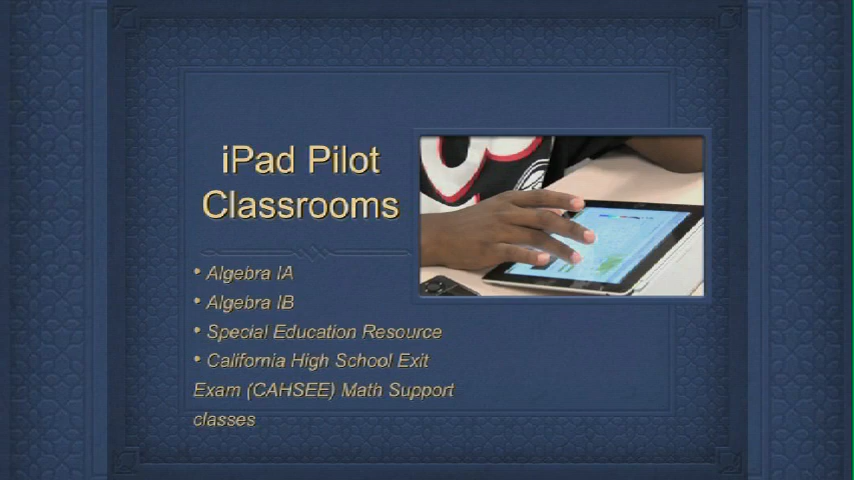 iPad Pilot
Classrooms
• Algebra IA
• Algebra IB
• Special Education Resource
• California High School Exit
Exam (CAHSEE) Math Support
classes